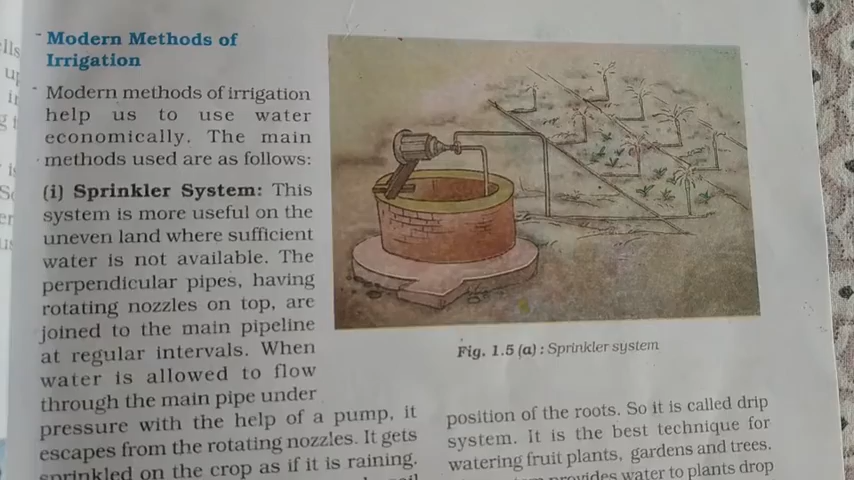 Modern Methods of
Irrigation
Modern methods of irrigation
help us to use water
economically. The main
methods used are as follows:
(i) Sprinkler System: This
system is more useful on the
uneven land where sufficient
water is not available. The
perpendicular pipes, having
rotating nozzles on top, are
joined to the main pipeline
at regular intervals. When
water is allowed to flow
through the main pipe under
pressure with the help of a pump, it
escapes from the rotating nozzles. It gets
sprinkled on the crop as if it is raining.
Fig. 1.5 (a) : Sprinkler system
position of the roots. So it is called drip
system. It is the best technique for
watering fruit plants, gardens and trees.
provides water to plants drop